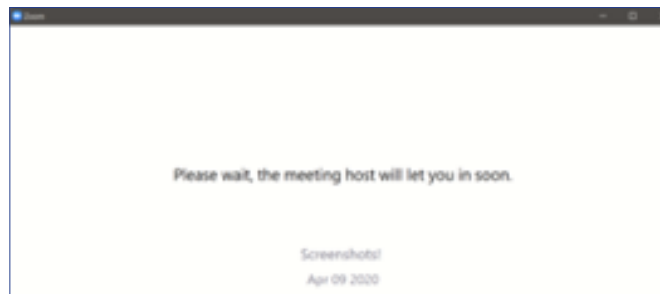 Zoom
Please wait, the meeting host will let you in soon.
Screenshots!
Apr 09 2020